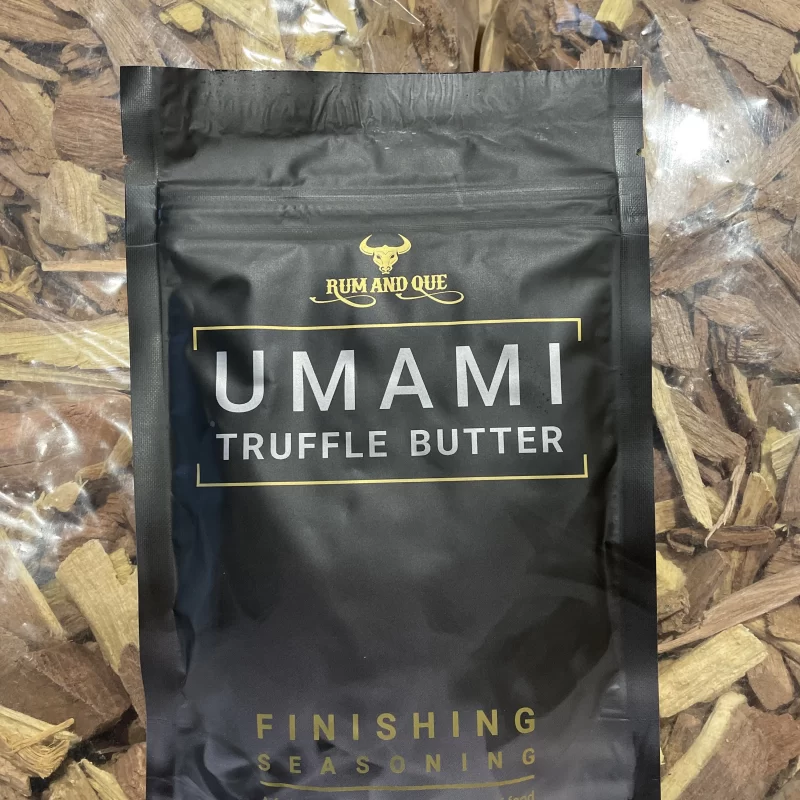 RUM AND QUE
UMAMI
TRUFFLE BUTTER
FINISHING
SEASONING